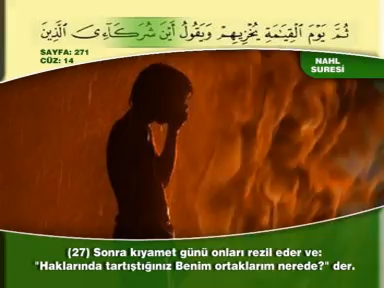 ثُمَّ يَوْمَ الْقِيَٰمَةِ يُخْزِيهِمْ وَيَقُولُ أَيْنَ شُرَكَآءِىَ الَّذِينَ
SAYFA: 271
CÜZ: 14
NAHL
SURESİ
(27) Sonra kıyamet günü onları rezil eder ve:
"Haklarında tartıştığınız Benim ortaklarım nerede?" der.